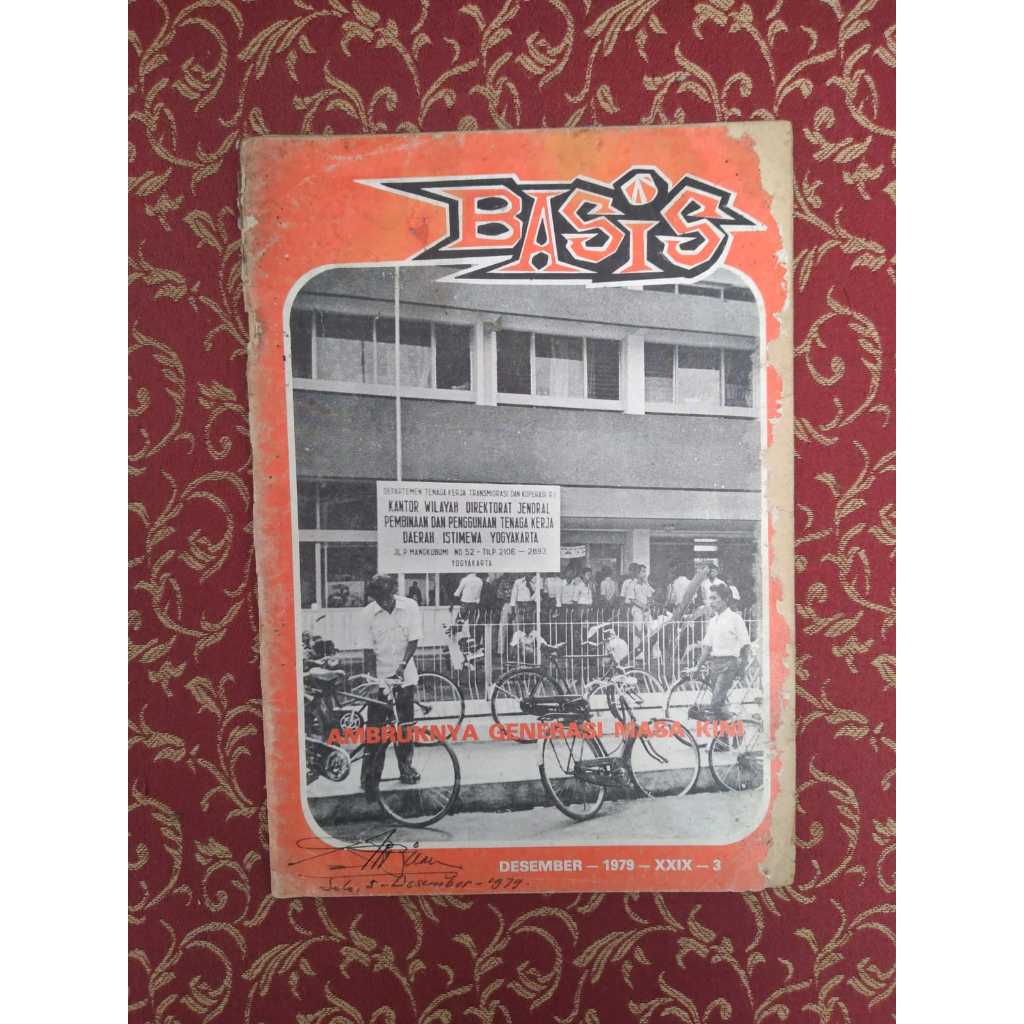 BASIS
DEPARTEMEN TENAGA KERJA TRANSMIGRASI DAN KOPERASI R.I
KANTOR WILAYAH DIREKTORAT JENDRAL
PEMBINAAN DAN PENGGUNAAN TENAGA KERJA
DAERAH ISTIMEWA YOGYAKARTA
JL.P MANGKUBUMI NO 52 - TILP 2106 — 2893
YOGYAKARTA
AMBRUKNYA GENERASI MASA KINI
DESEMBER — 1979 — XXIX — 3
Solo, 5 - Desember - 1979.